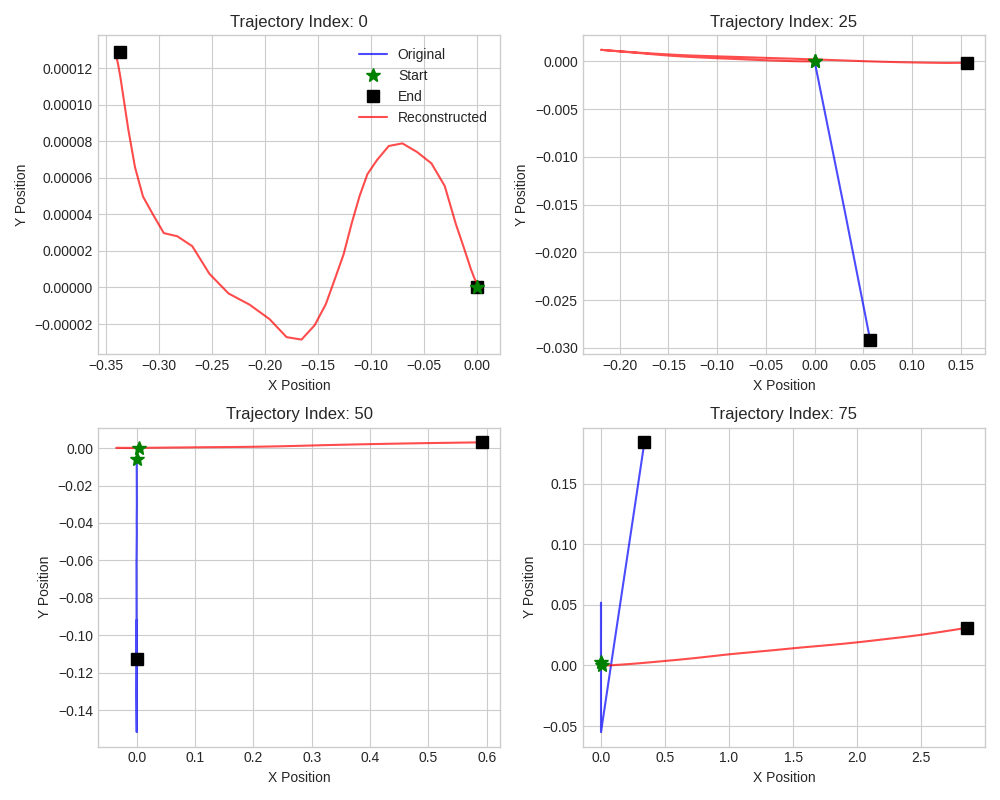 Trajectory Index: 0
Original
Start
End
Reconstructed
0.00012
0.00010
0.00008
0.00006
0.00004
0.00002
0.00000
−0.00002
Y Position
−0.35 −0.30 −0.25 −0.20 −0.15 −0.10 −0.05 0.00
X Position
Trajectory Index: 25
0.000
−0.005
−0.010
−0.015
−0.020
−0.025
−0.030
Y Position
−0.20 −0.15 −0.10 −0.05 0.00 0.05 0.10 0.15
X Position
Trajectory Index: 50
0.00
−0.02
−0.04
−0.06
−0.08
−0.10
−0.12
−0.14
Y Position
0.0 0.1 0.2 0.3 0.4 0.5 0.6
X Position
Trajectory Index: 75
0.15
0.10
0.05
0.00
−0.05
Y Position
0.0 0.5 1.0 1.5 2.0 2.5
X Position